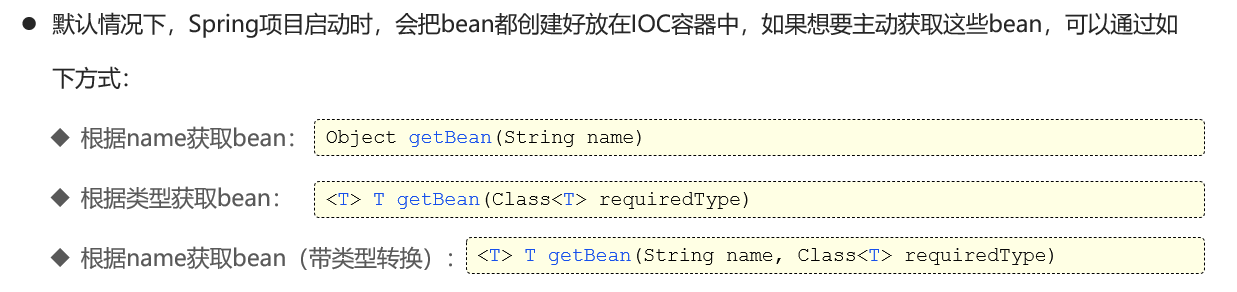 ● 默认情况下，Spring项目启动时，会把bean都创建好放在IOC容器中，如果想要主动获取这些bean，可以通过如
下方式：
◆ 根据name获取bean： Object getBean(String name)
◆ 根据类型获取bean： <T> T getBean(Class<T> requiredType)
◆ 根据name获取bean（带类型转换）： <T> T getBean(String name, Class<T> requiredType)